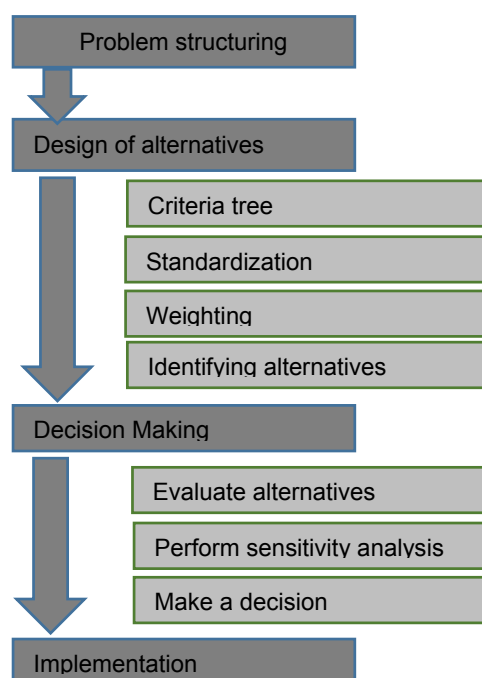 Problem structuring
Design of alternatives
Criteria tree
Standardization
Weighting
Identifying alternatives
Decision Making
Evaluate alternatives
Perform sensitivity analysis
Make a decision
Implementation